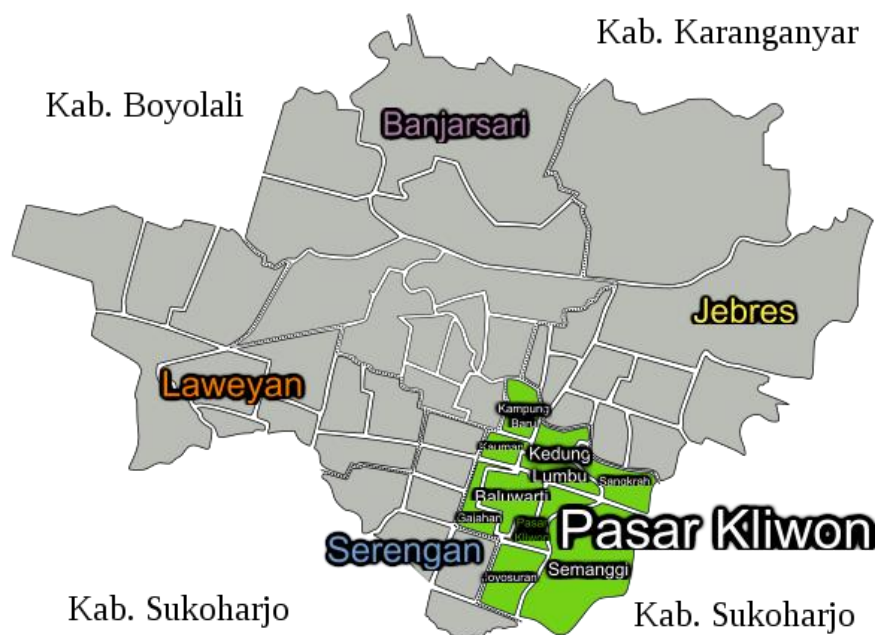 Kab. Karanganyar
Kab. Boyolali
Banjarsari
Jebres
Laweyan
Kampung
Baru
Kauman
Kedung
Lumbu
Sangkrah
Baluwarti
Gajahan
Pasar
Kliwon
Pasar Kliwon
Serengan
Joyosuran
Semanggi
Kab. Sukoharjo
Kab. Sukoharjo